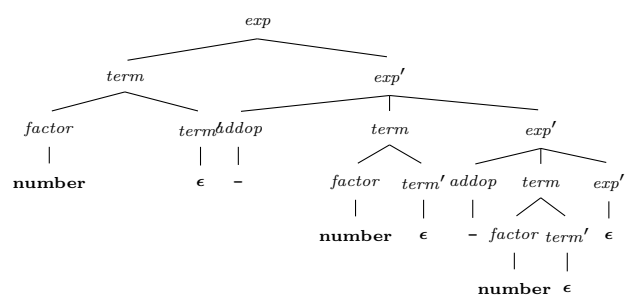 exp
term exp′
factor term′ addop term exp′
number ϵ – factor term′ addop term exp′
number ϵ – factor term′ ϵ
number ϵ